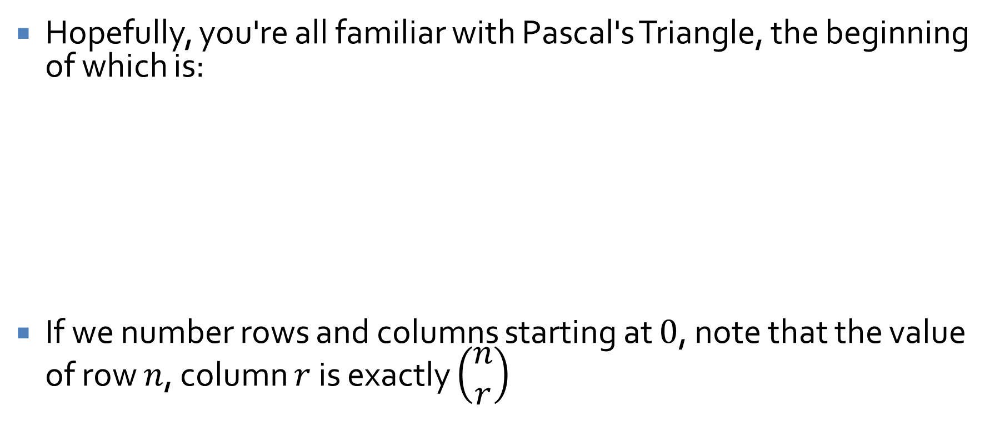 ▪ Hopefully, you're all familiar with Pascal's Triangle, the beginning
of which is:
▪ If we number rows and columns starting at 0, note that the value
of row n, column r is exactly (n r)